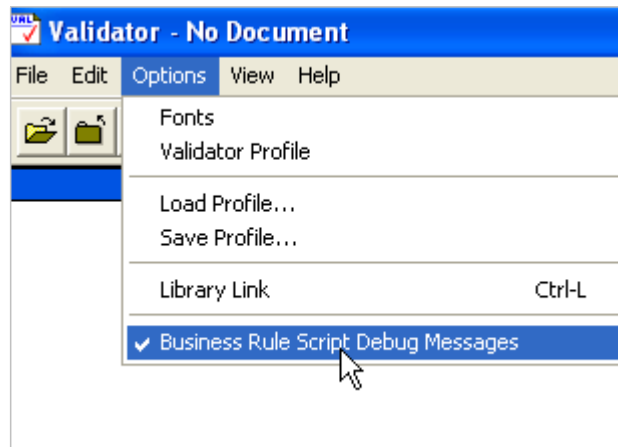 Validator - No Document
File Edit Options View Help
Fonts
Validator Profile
Load Profile...
Save Profile...
Library Link Ctrl-L
Business Rule Script Debug Messages